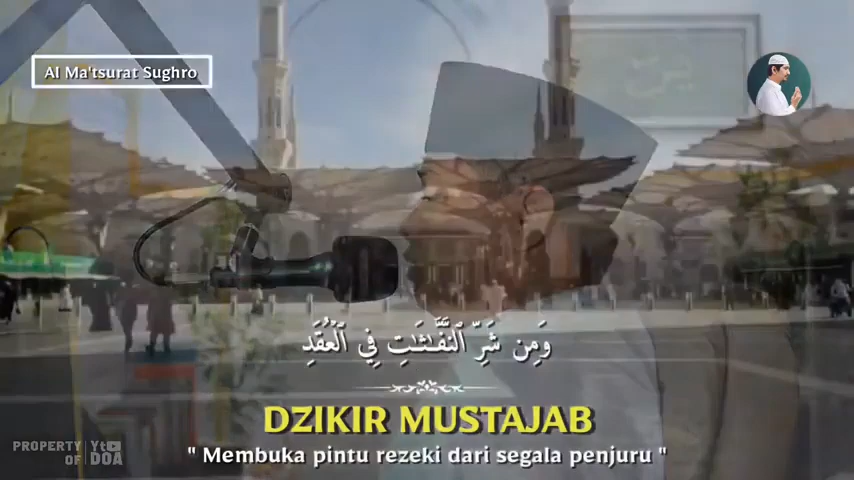 Al Ma'tsurat Sughro
وَمِن شَرِّ ٱلنَّفَّـٰثَـٰتِ فِي ٱلْعُقَدِ
DZIKIR MUSTAJAB
" Membuka pintu rezeki dari segala penjuru "
PROPERTY OF
Yt DOA